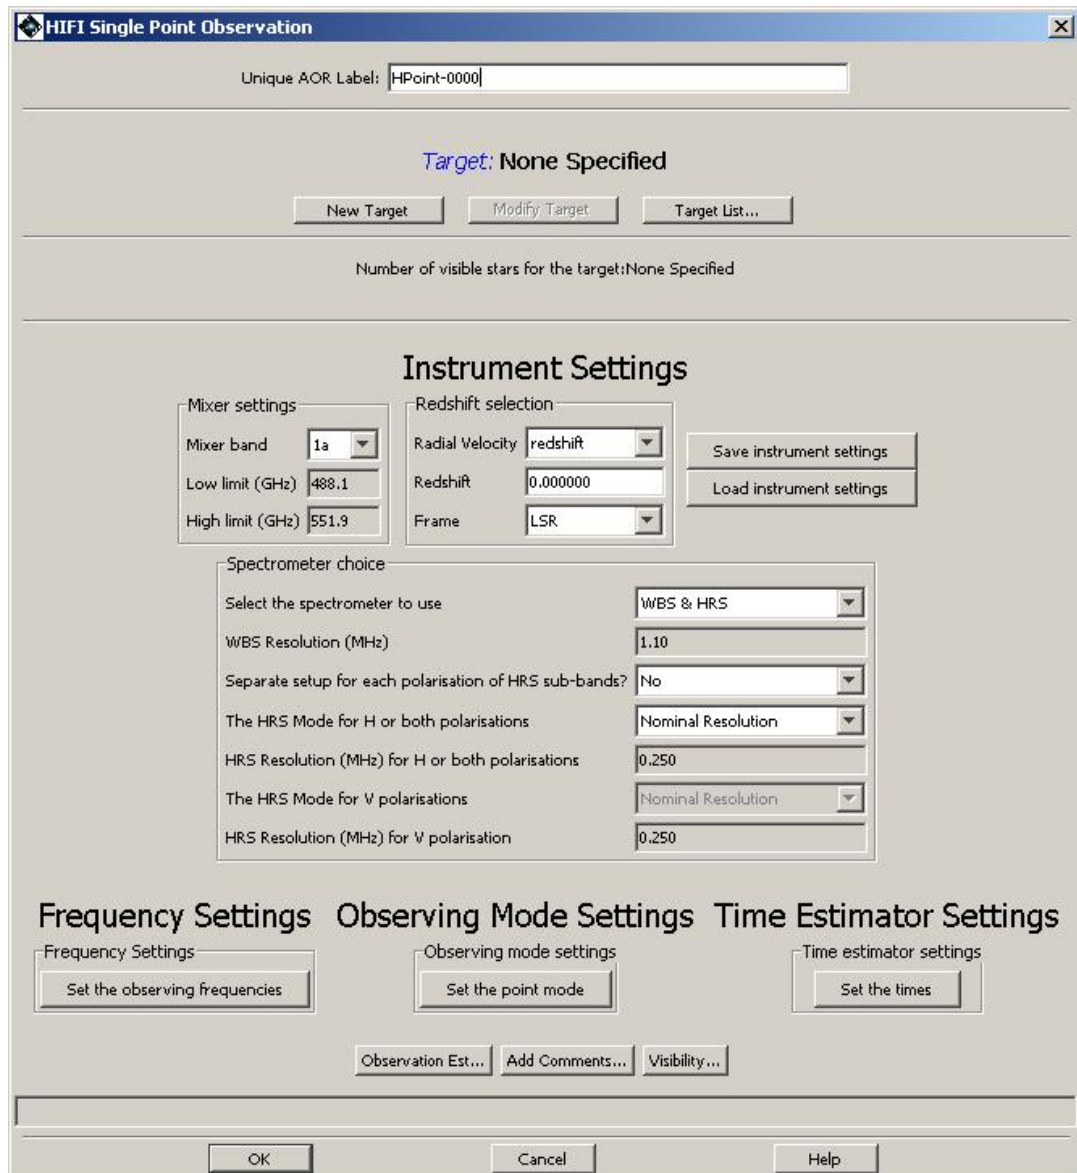 HIFI Single Point Observation
Unique AOR Label: HPoint-0000
Target: None Specified
New Target Modify Target Target List...
Number of visible stars for the target:None Specified
Instrument Settings
Mixer settings
Mixer band 1a
Low limit (GHz) 488.1
High limit (GHz) 551.9
Redshift selection
Radial Velocity redshift
Redshift 0.000000
Frame LSR
Save instrument settings
Load instrument settings
Spectrometer choice
Select the spectrometer to use WBS & HRS
WBS Resolution (MHz) 1.10
Separate setup for each polarisation of HRS sub-bands? No
The HRS Mode for H or both polarisations Nominal Resolution
HRS Resolution (MHz) for H or both polarisations 0.250
The HRS Mode for V polarisations Nominal Resolution
HRS Resolution (MHz) for V polarisation 0.250
Frequency Settings Observing Mode Settings Time Estimator Settings
Frequency Settings Observing mode settings Time estimator settings
Set the observing frequencies Set the point mode Set the times
Observation Est... Add Comments... Visibility...
OK Cancel Help